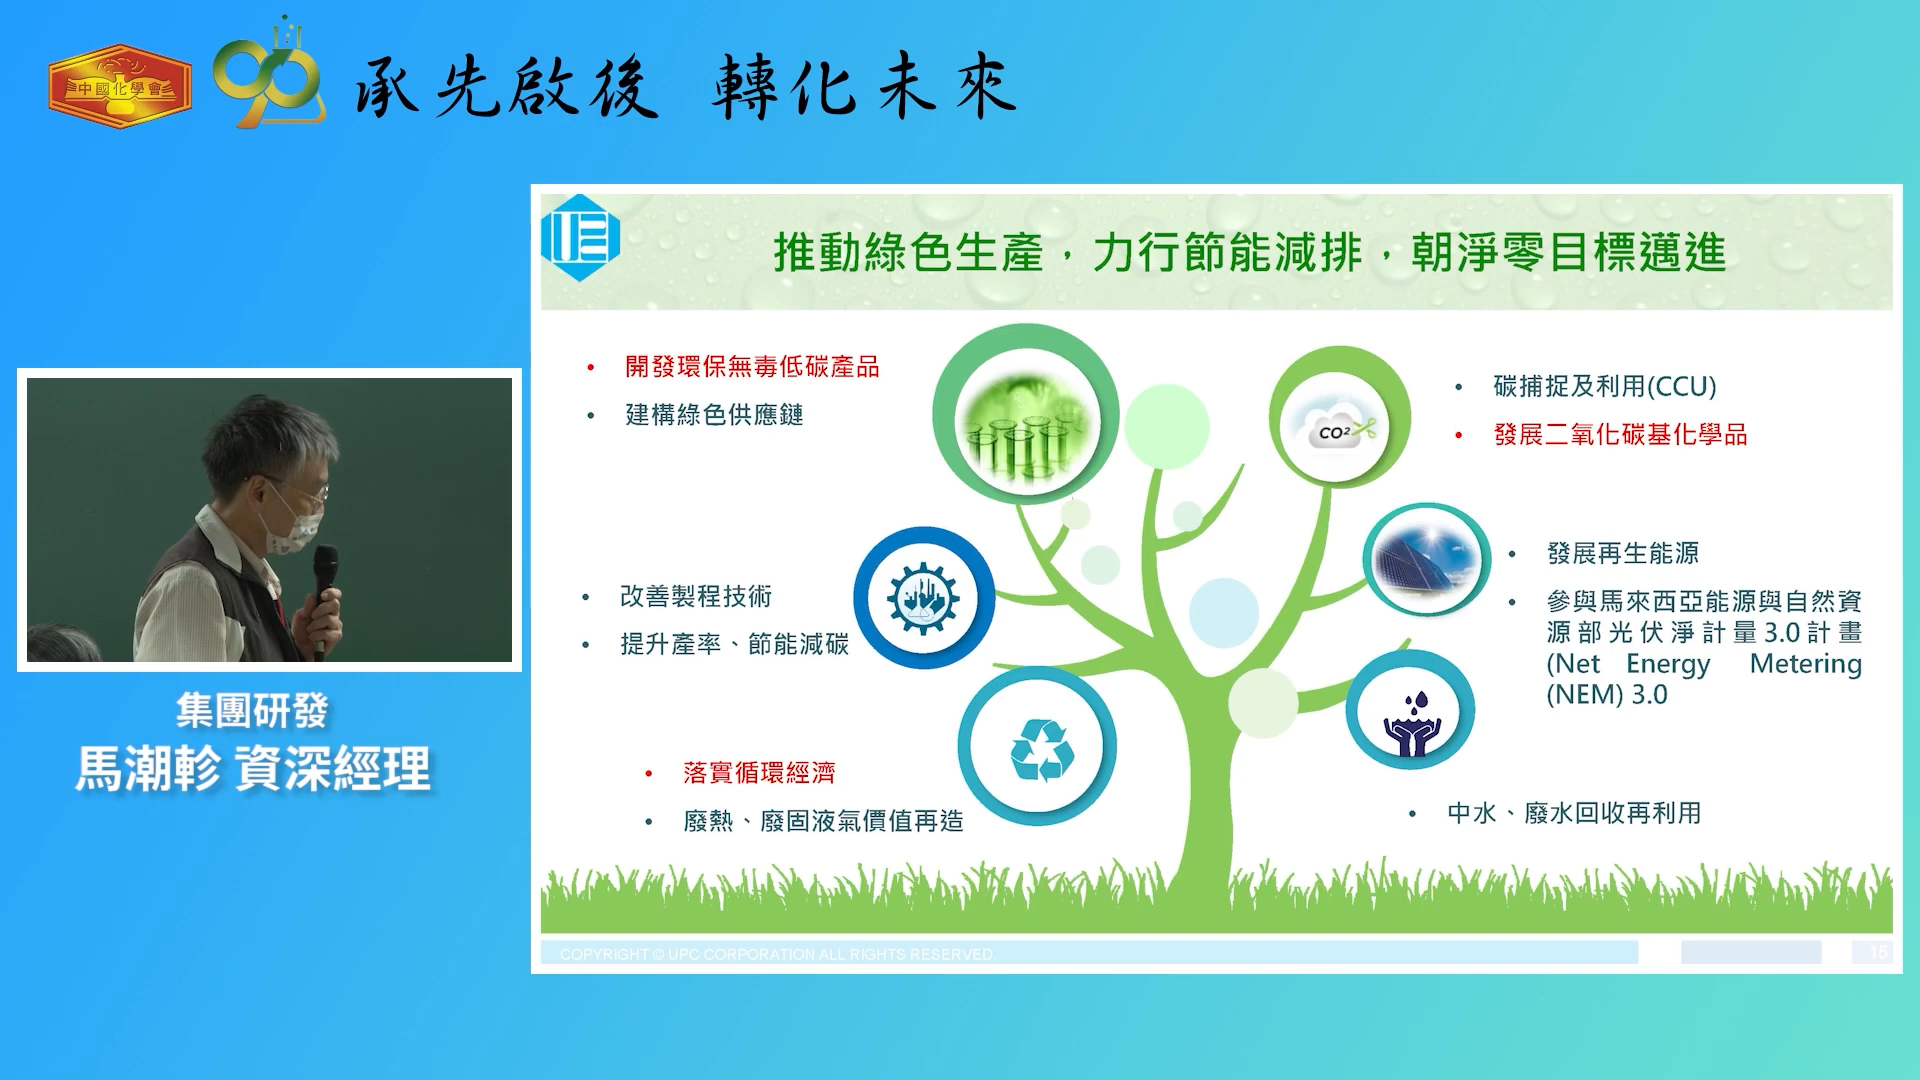 中國化學會
90
承先啟後 轉化未來
推動綠色生產，力行節能減排，朝淨零目標邁進
• 開發環保無毒低碳產品
• 建構綠色供應鏈
• 碳捕捉及利用(CCU)
• 發展二氧化碳基化學品
CO²
• 改善製程技術
• 提升產率、節能減碳
• 發展再生能源
• 參與馬來西亞能源與自然資
源部光伏淨計量3.0計畫
(Net Energy Metering
(NEM) 3.0
• 落實循環經濟
• 廢熱、廢固液氣價值再造
• 中水、廢水回收再利用
COPYRIGHT © UPC CORPORATION ALL RIGHTS RESERVED.
15
集團研發
馬潮軫 資深經理